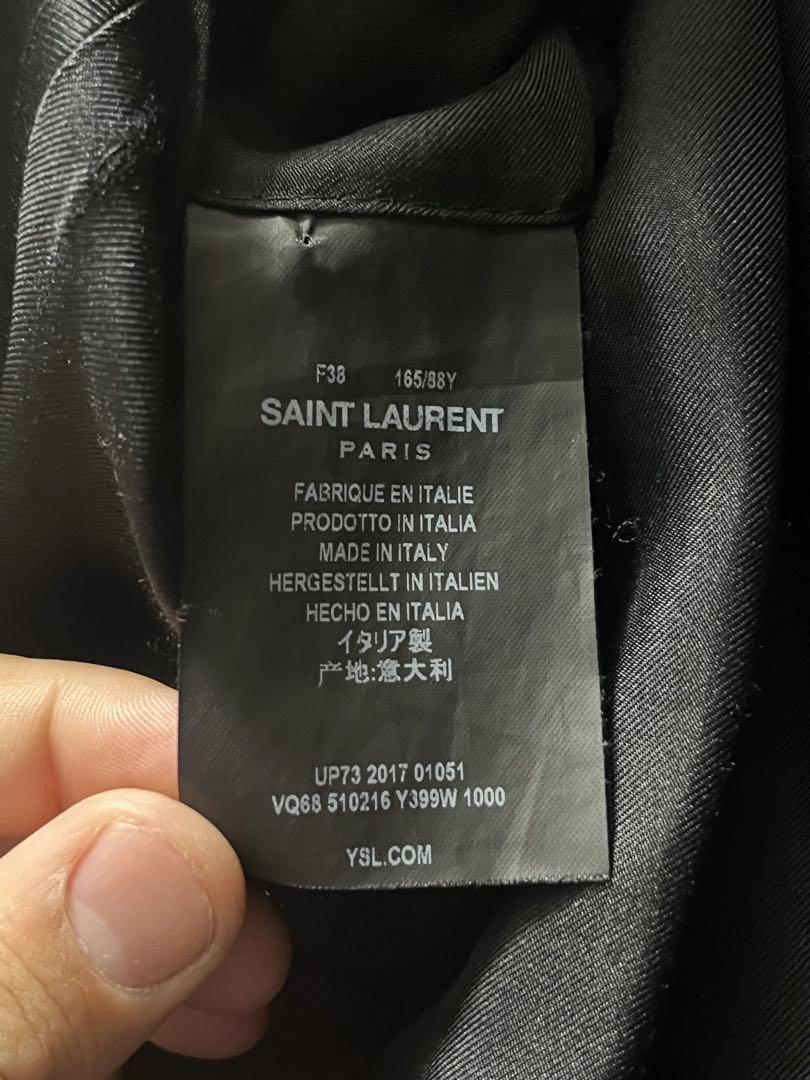 F38 165/88Y
SAINT LAURENT
PARIS
FABRIQUE EN ITALIE
PRODOTTO IN ITALIA
MADE IN ITALY
HERGESTELLT IN ITALIEN
HECHO EN ITALIA
イタリア製
产地:意大利
UP73 2017 01051
VQ68 510216 Y399W 1000
YSL.COM